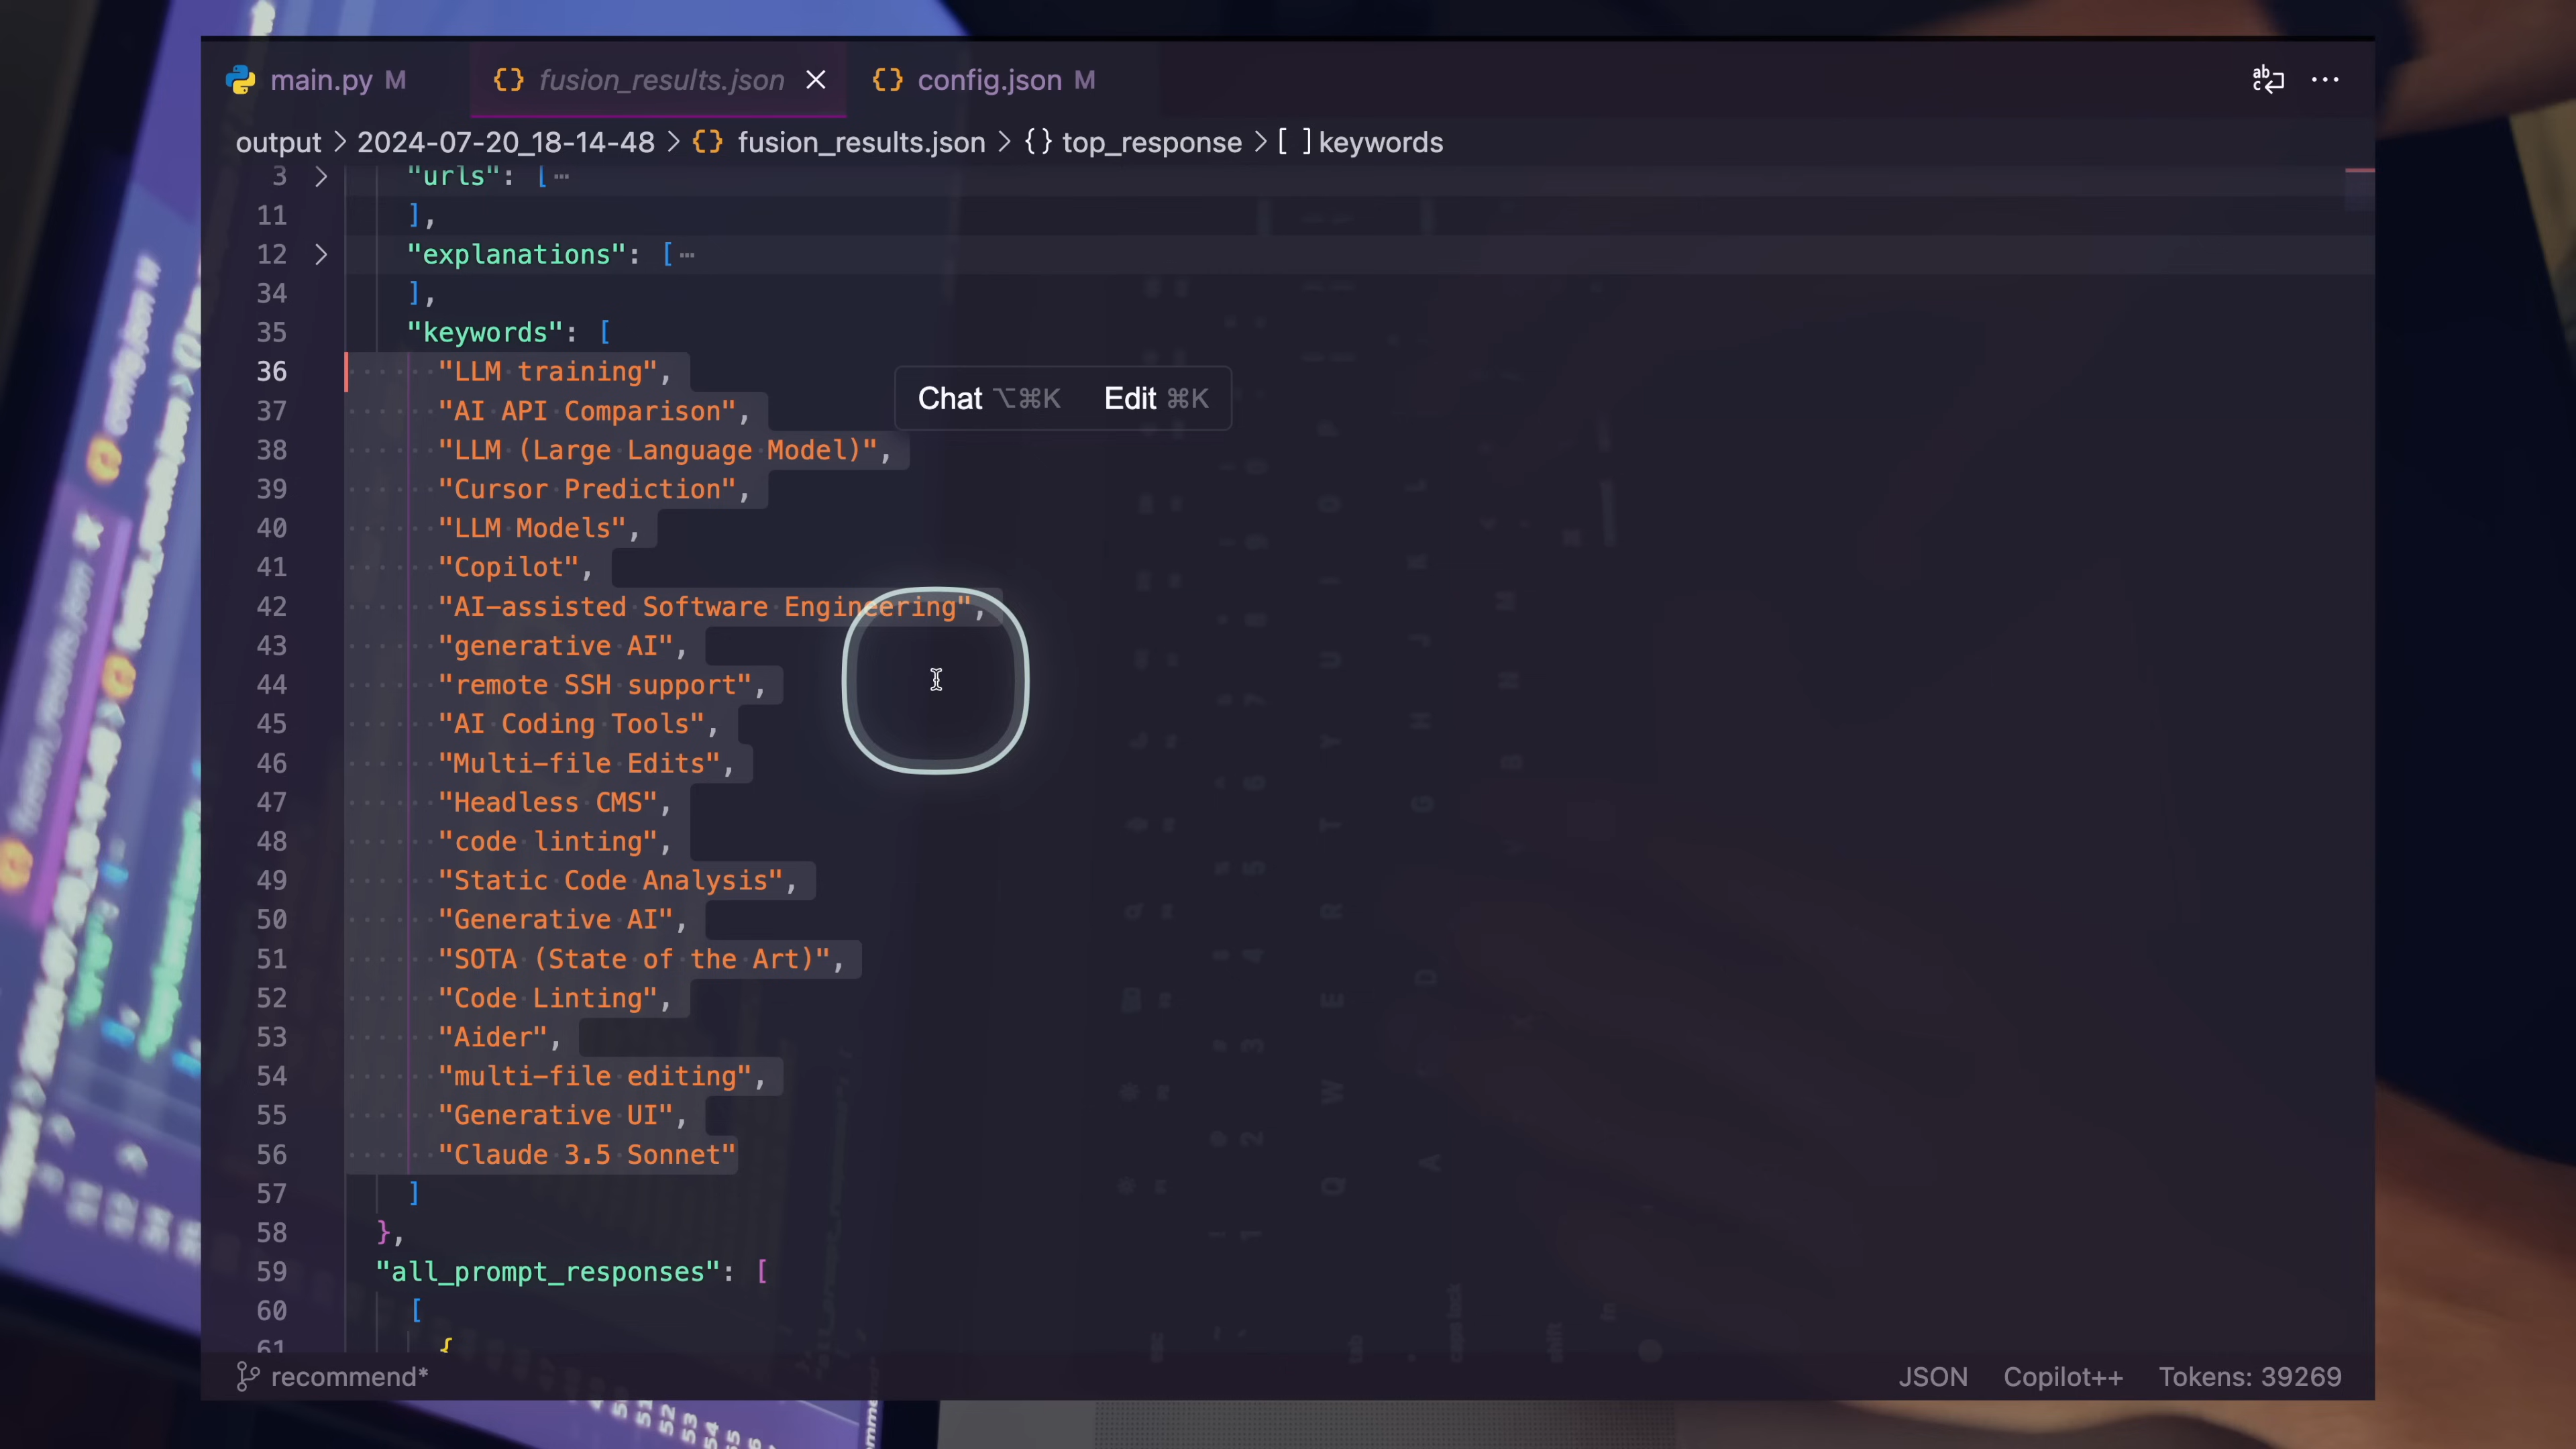 main.py M
{} fusion_results.json ×
{} config.json M
output > 2024-07-20_18-14-48 > {} fusion_results.json > {} top_response > [ ] keywords
3 > "urls": [ ⋯
11 ],
12 > "explanations": [ ⋯
34 ],
35 "keywords": [
36 "LLM training",
37 "AI API Comparison",
38 "LLM (Large Language Model)",
39 "Cursor Prediction",
40 "LLM Models",
41 "Copilot",
42 "AI-assisted Software Engineering",
43 "generative AI",
44 "remote SSH support",
45 "AI Coding Tools",
46 "Multi-file Edits",
47 "Headless CMS",
48 "code linting",
49 "Static Code Analysis",
50 "Generative AI",
51 "SOTA (State of the Art)",
52 "Code Linting",
53 "Aider",
54 "multi-file editing",
55 "Generative UI",
56 "Claude 3.5 Sonnet"
57 ]
58 },
59 "all_prompt_responses": [
60 [
61 {
Chat ⌥⌘K Edit ⌘K
recommend*
JSON Copilot++ Tokens: 39269